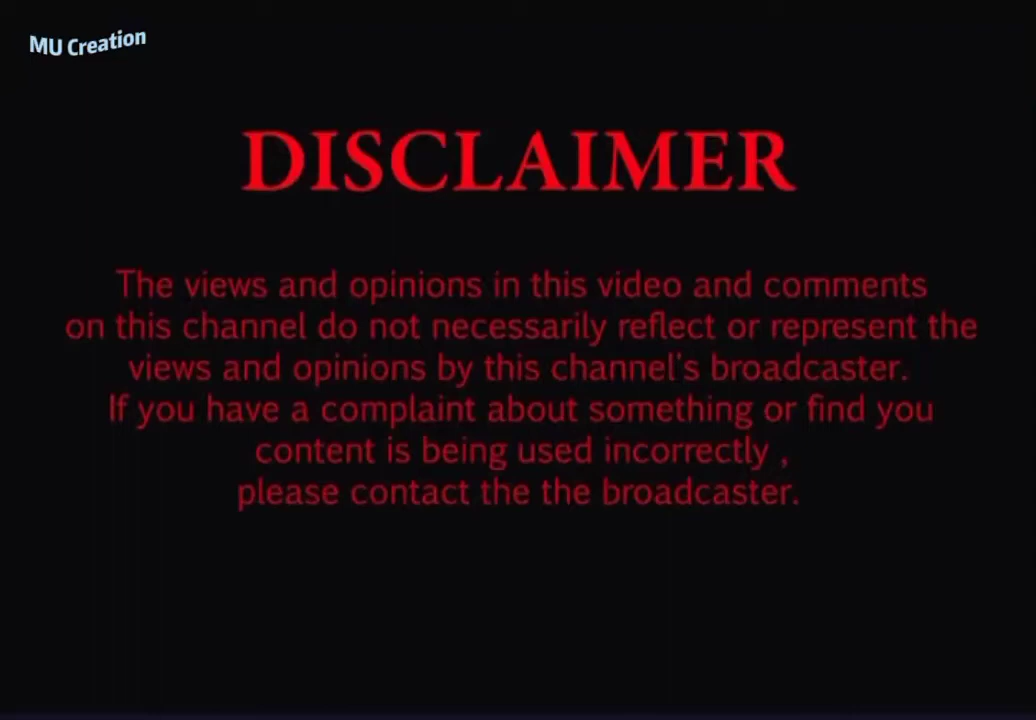 MU Creation
DISCLAIMER
The views and opinions in this video and comments
on this channel do not necessarily reflect or represent the
views and opinions by this channel's broadcaster.
If you have a complaint about something or find you
content is being used incorrectly ,
please contact the the broadcaster.